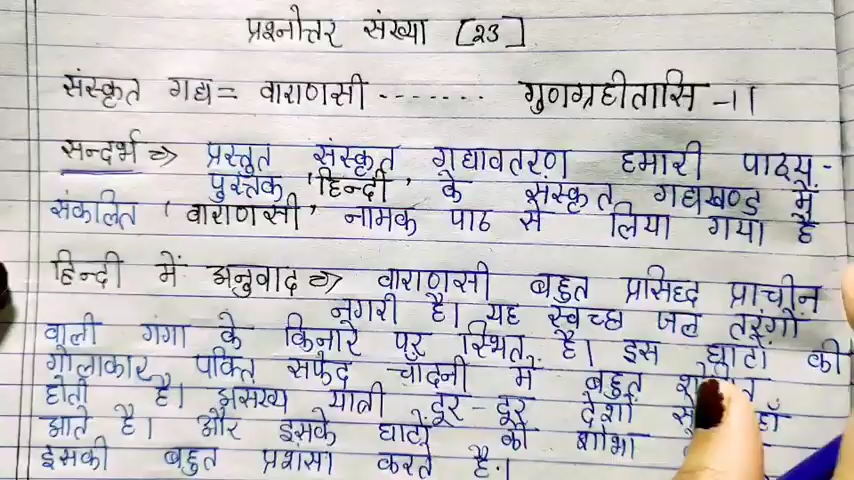 प्रश्नोत्तर संख्या [23]
संस्कृत गद्य = वाराणसी -------- गुणग्रहीतासि -॥
सन्दर्भ ⇒ प्रस्तुत संस्कृत गद्यावतरण हमारी पाठ्य-
पुस्तक 'हिन्दी' के संस्कृत गद्यखण्ड में
संकलित 'वाराणसी' नामक पाठ से लिया गया है
हिन्दी में अनुवाद ⇒ वाराणसी बहुत प्रसिध्द प्राचीन
नगरी है। यह स्वच्छ जल तरंगो
वाली गंगा के किनारे पर स्थित है। इस घाटों की
गोलाकार पंक्ति सफेद चाँदनी में बहुत
होती है। असंख्य यात्री दूर-दूर देशों
आते है। और इसके घाटों की शोभा
इसकी बहुत प्रशंसा करते है।